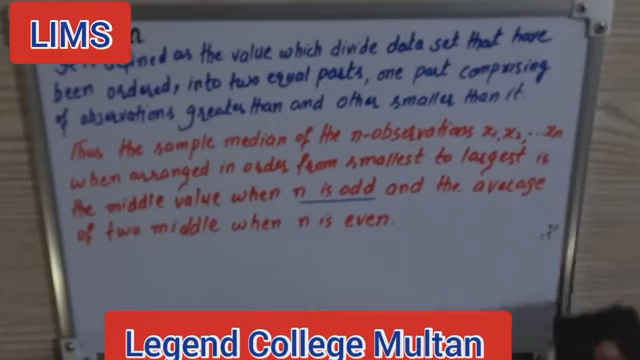 LIMS
n
defined as the value which divide data set that have
been ordered, into two equal parts, one part comprising
of observations greater than and other smaller than it.
Thus the sample median of the n-observations x₁, x₂, ... xn
when arranged in order from smallest to largest is
the middle value when n is odd and the average
of two middle when n is even.
Legend College Multan